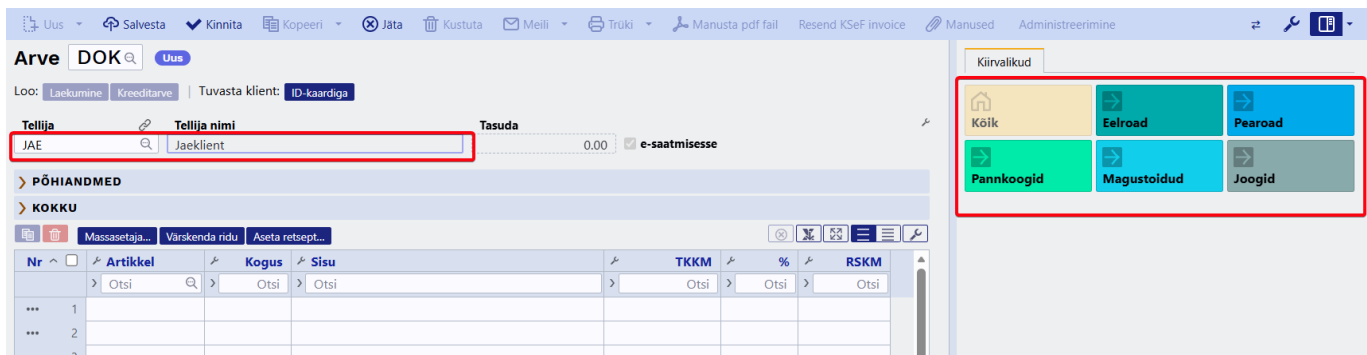 Uus Salvesta Kinnita Kopeeri Jäta Kustuta Meili Trüki Manusta pdf fail Resend KSeF invoice Manused Administreerimine
Arve DOK Uus
Loo: Laekumine Kreeditarve | Tuvasta klient: ID-kaardiga
Tellija Tellija nimi Tasuda
JAE Jaeklient 0.00 e-saatmisesse
PÕHIANDMED
KOKKU
Massasetaja... Värskenda ridu Aseta retsept...
Nr Artikkel Kogus Sisu TKKM % RSKM
Otsi Otsi Otsi Otsi Otsi Otsi
1
2
Kiirvalikud
Kõik Eelroad Pearoad
Pannkoogid Magustoidud Joogid